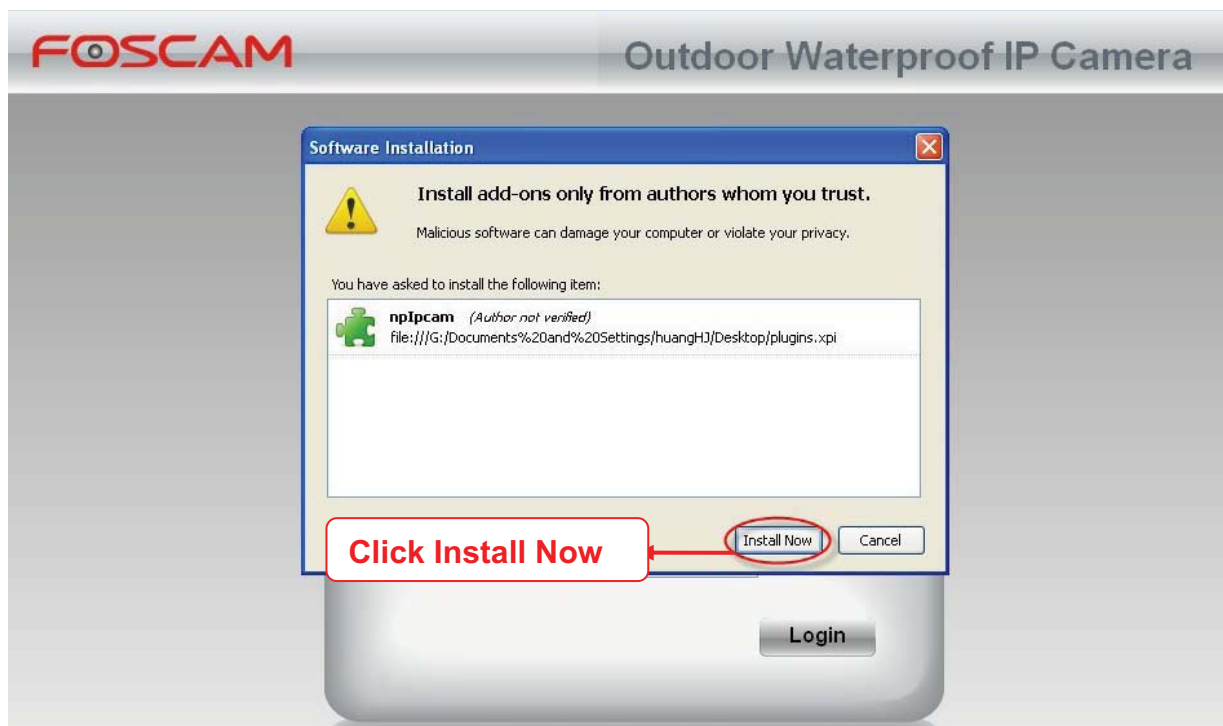 FOSCAM
Outdoor Waterproof IP Camera
Software Installation
Install add-ons only from authors whom you trust.
Malicious software can damage your computer or violate your privacy.
You have asked to install the following item:
npIpcam (Author not verified)
file:///G:/Documents%20and%20Settings/huangHJ/Desktop/plugins.xpi
Click Install Now
Install Now
Cancel
Login